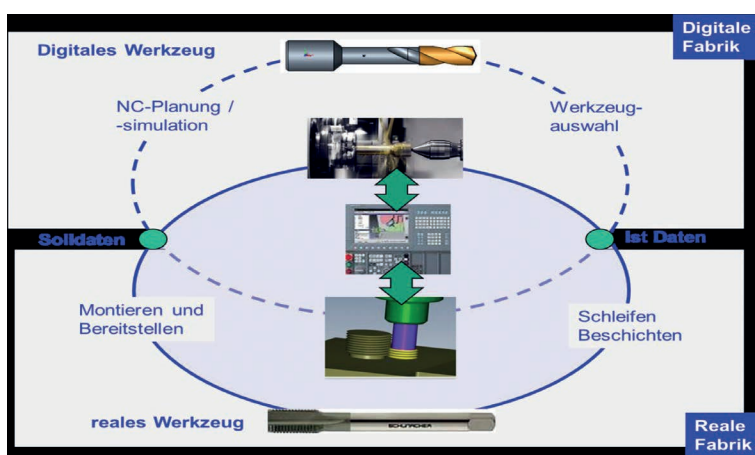 Digitales Werkzeug
Digitale
Fabrik
NC-Planung /
-simulation
Werkzeug-
auswahl
Solldaten
Ist Daten
Montieren und
Bereitstellen
Schleifen
Beschichten
reales Werkzeug
Reale
Fabrik